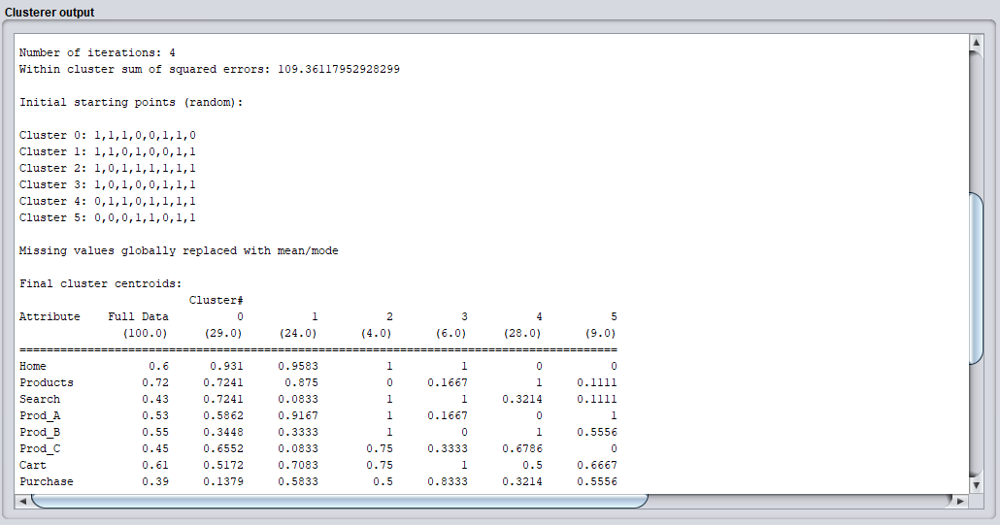 Clusterer output
Number of iterations: 4
Within cluster sum of squared errors: 109.36117952928299
Initial starting points (random):
Cluster 0: 1,1,1,0,0,1,1,0
Cluster 1: 1,1,0,1,0,0,1,1
Cluster 2: 1,0,1,1,1,1,1,1
Cluster 3: 1,0,1,0,0,1,1,1
Cluster 4: 0,1,1,0,1,1,1,1
Cluster 5: 0,0,0,1,1,0,1,1
Missing values globally replaced with mean/mode
Final cluster centroids:
Cluster#
Attribute Full Data 0 1 2 3 4 5
(100.0) (29.0) (24.0) (4.0) (6.0) (28.0) (9.0)
==========================================================================================
Home 0.6 0.931 0.9583 1 1 0 0
Products 0.72 0.7241 0.875 0 0.1667 1 0.1111
Search 0.43 0.7241 0.0833 1 1 0.3214 0.1111
Prod_A 0.53 0.5862 0.9167 1 0.1667 0 1
Prod_B 0.55 0.3448 0.3333 1 0 1 0.5556
Prod_C 0.45 0.6552 0.0833 0.75 0.3333 0.6786 0
Cart 0.61 0.5172 0.7083 0.75 1 0.5 0.6667
Purchase 0.39 0.1379 0.5833 0.5 0.8333 0.3214 0.5556